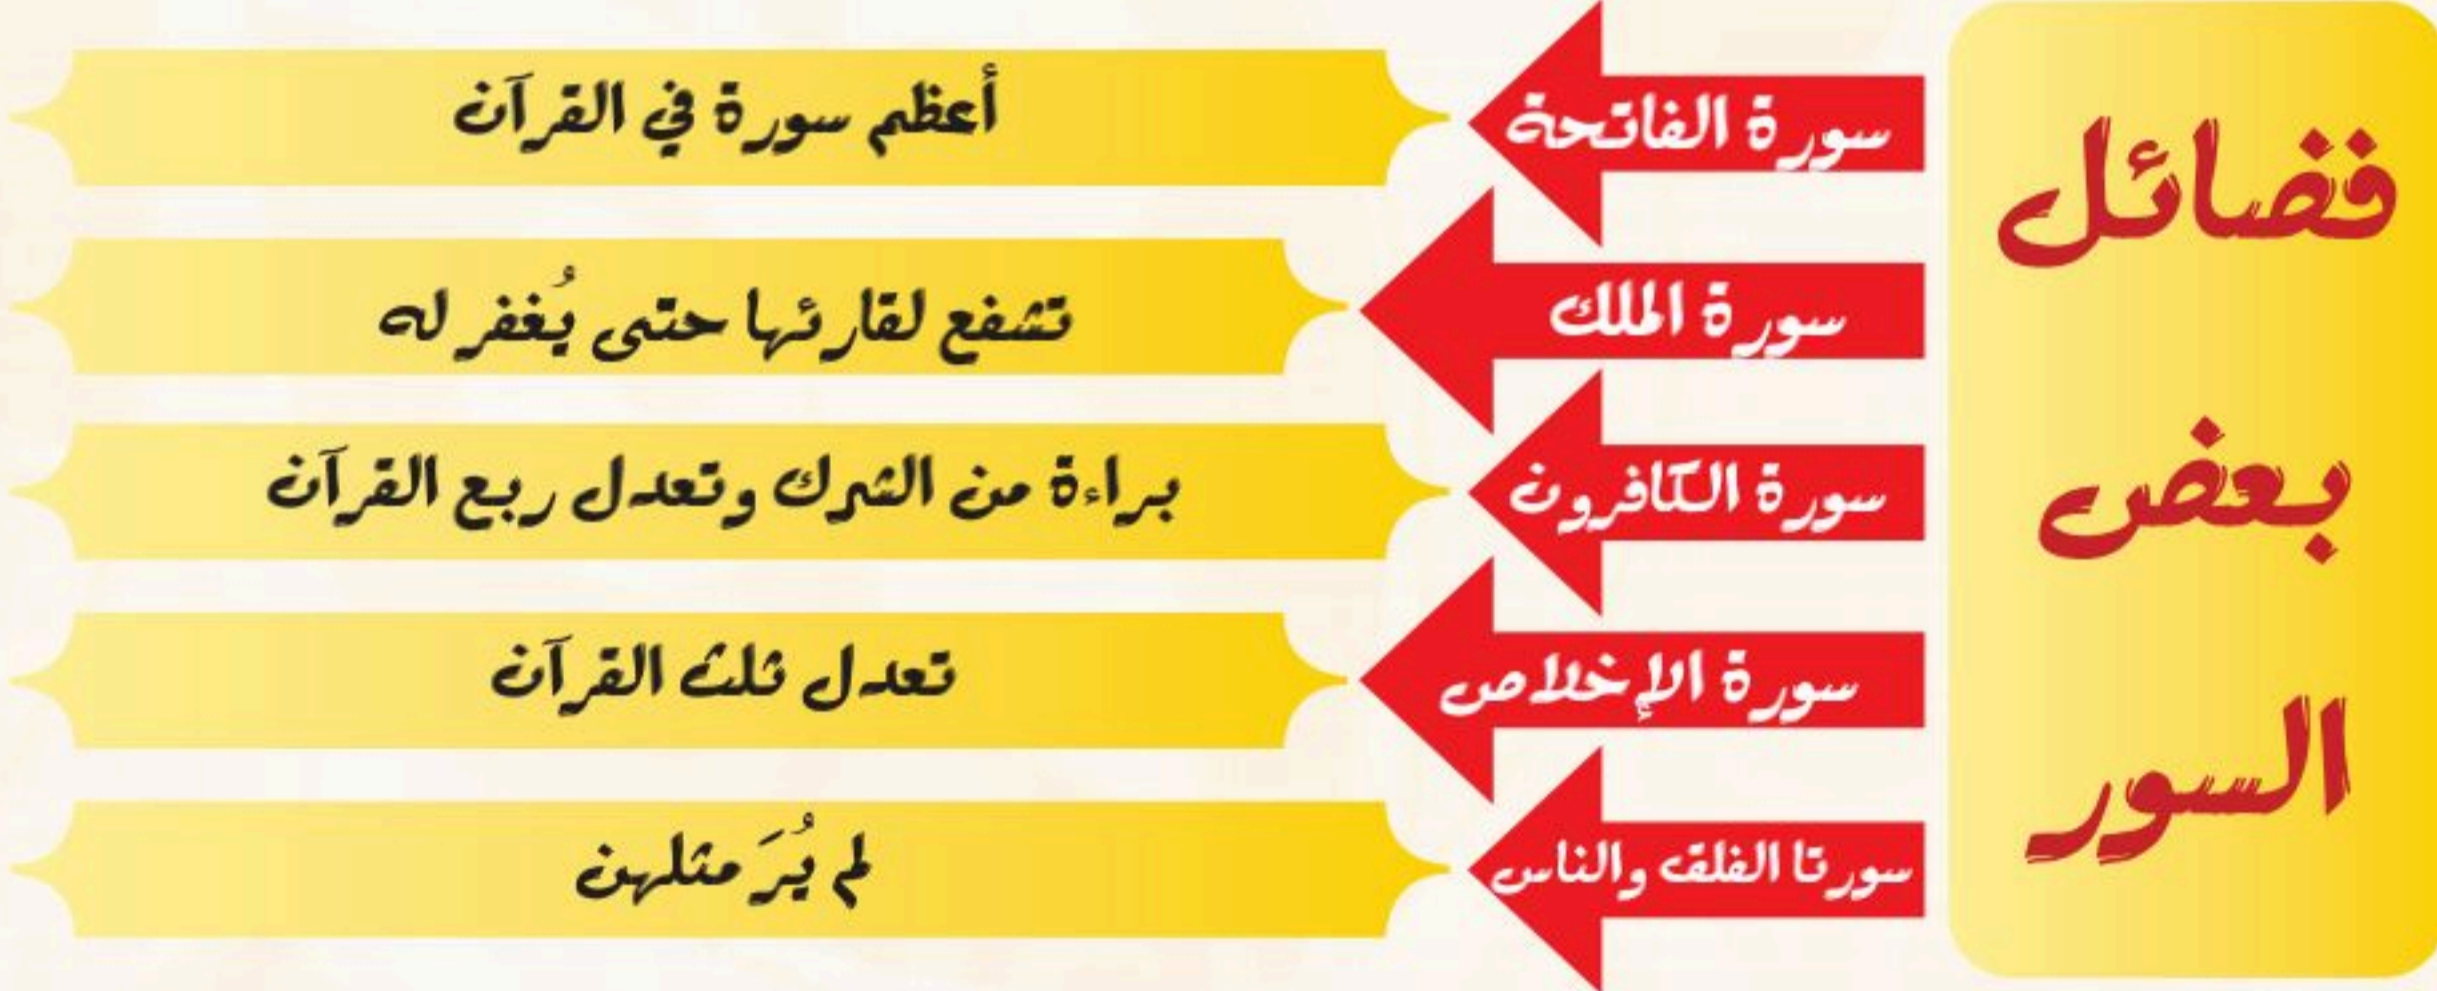 فضائل
بعض
السور
سورة الفاتحة
أعظم سورة في القرآن
سورة الملك
تشفع لقارئها حتى يُغفر له
سورة الكافرون
براءة من الشرك وتعدل ربع القرآن
سورة الإخلاص
تعدل ثلث القرآن
سورتا الفلق والناس
لم يُرَ مثلهن